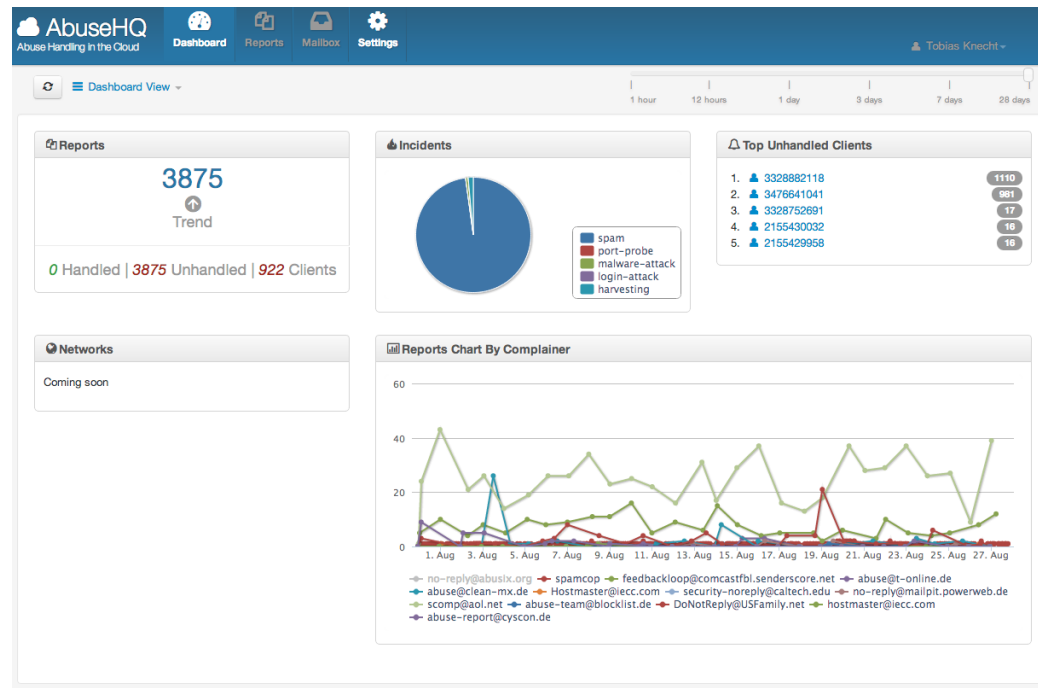 AbuseHQ
Abuse Handling in the Cloud
Dashboard
Reports
Mailbox
Settings
Tobias Knecht
Dashboard View
1 hour 12 hours 1 day 3 days 7 days 28 days
Reports
3875
Trend
0 Handled | 3875 Unhandled | 922 Clients
Incidents
spam
port-probe
malware-attack
login-attack
harvesting
Top Unhandled Clients
1. 3328882118 1110
2. 3476641041 981
3. 3328752691 17
4. 2155430032 16
5. 2155429958 16
Networks
Coming soon
Reports Chart By Complainer
60
40
20
0
1. Aug 3. Aug 5. Aug 7. Aug 9. Aug 11. Aug 13. Aug 15. Aug 17. Aug 19. Aug 21. Aug 23. Aug 25. Aug 27. Aug
no-reply@abusix.org spamcop feedbackloop@comcastfbl.senderscore.net abuse@t-online.de
abuse@clean-mx.de Hostmaster@iecc.com security-noreply@caltech.edu no-reply@mailpit.powerweb.de
scomp@aol.net abuse-team@blocklist.de DoNotReply@USFamily.net hostmaster@iecc.com
abuse-report@cyscon.de